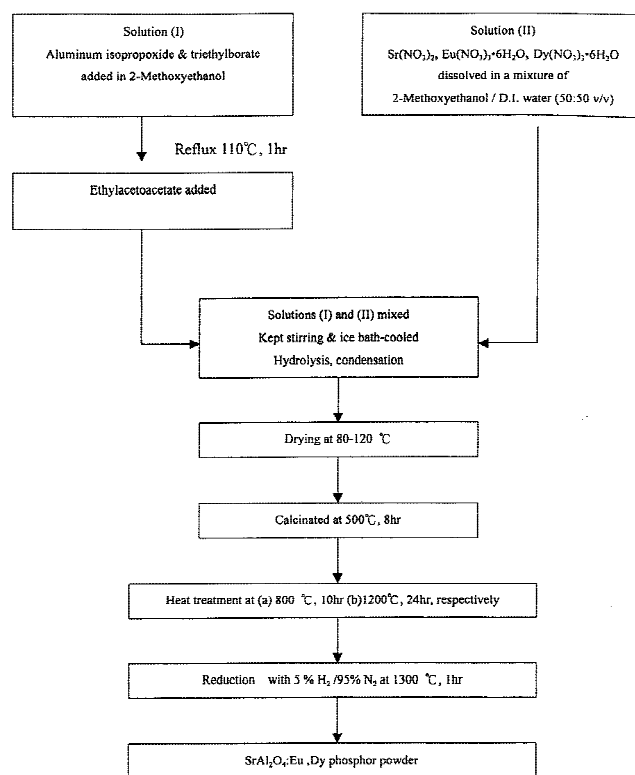 Solution (I)
Aluminum isopropoxide & triethylborate
added in 2-Methoxyethanol
Solution (II)
Sr(NO₃)₂, Eu(NO₃)₃•6H₂O, Dy(NO₃)₃•6H₂O
dissolved in a mixture of
2-Methoxyethanol / D.I. water (50:50 v/v)
Reflux 110℃, 1hr
Ethylacetoacetate added
Solutions (I) and (II) mixed
Kept stirring & ice bath-cooled
Hydrolysis, condensation
Drying at 80-120 ℃
Calcinated at 500℃, 8hr
Heat treatment at (a) 800 ℃, 10hr (b)1200℃, 24hr, respectively
Reduction with 5 % H₂ /95% N₂ at 1300 ℃, 1hr
SrAl₂O₄:Eu ,Dy phosphor powder